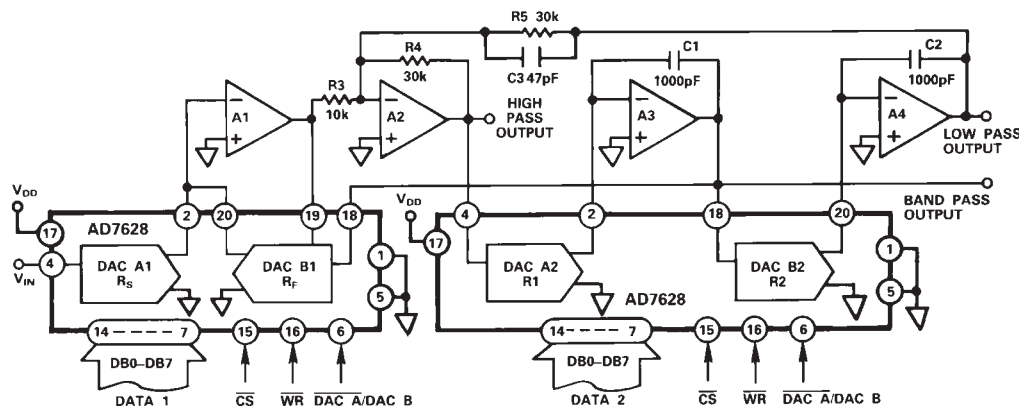 R5 30k
C3 47pF
R4
30k
R3
10k
C1
1000pF
C2
1000pF
A1
A2
A3
A4
HIGH
PASS
OUTPUT
LOW PASS
OUTPUT
BAND PASS
OUTPUT
VDD
17
4
VIN
2
20
19
18
AD7628
DAC A1
RS
DAC B1
RF
1
5
14 – – – – – 7
15
16
6
DB0–DB7
DATA 1
CS
WR
DAC A/DAC B
VDD
17
4
2
18
20
DAC A2
R1
DAC B2
R2
AD7628
1
5
14 – – – – – 7
15
16
6
DB0–DB7
DATA 2
CS
WR
DAC A/DAC B